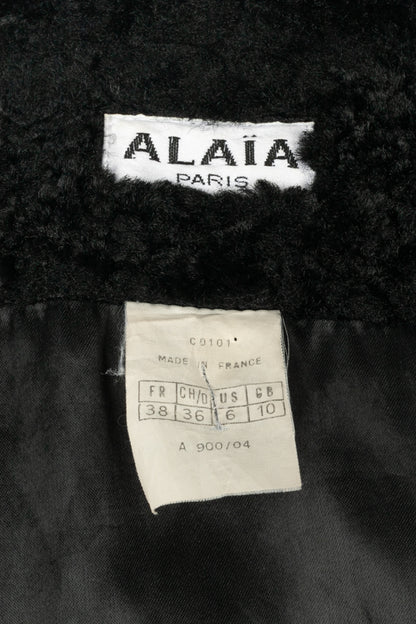 ALAÏA
PARIS
C0101
MADE IN FRANCE
FR CH/D US GB
38 36 6 10
A 900/04